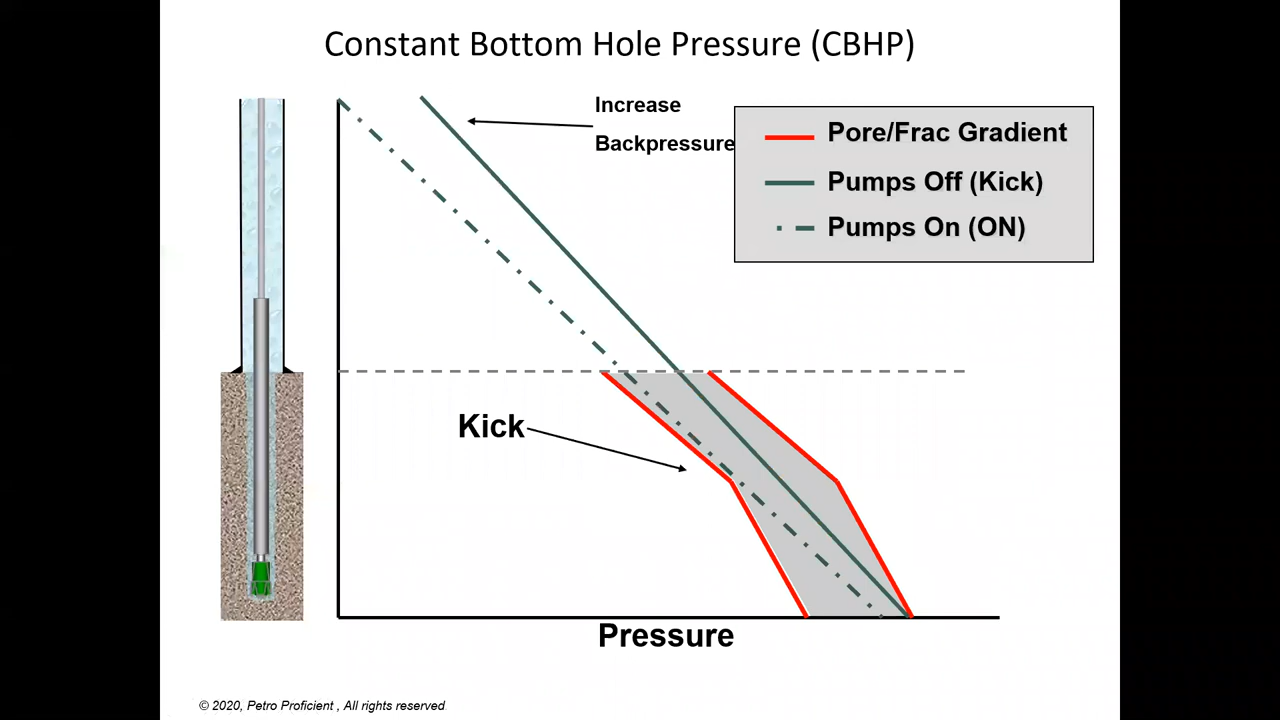 Constant Bottom Hole Pressure (CBHP)
Increase
Backpressure
Pore/Frac Gradient
Pumps Off (Kick)
Pumps On (ON)
Kick
Pressure
© 2020, Petro Proficient , All rights reserved